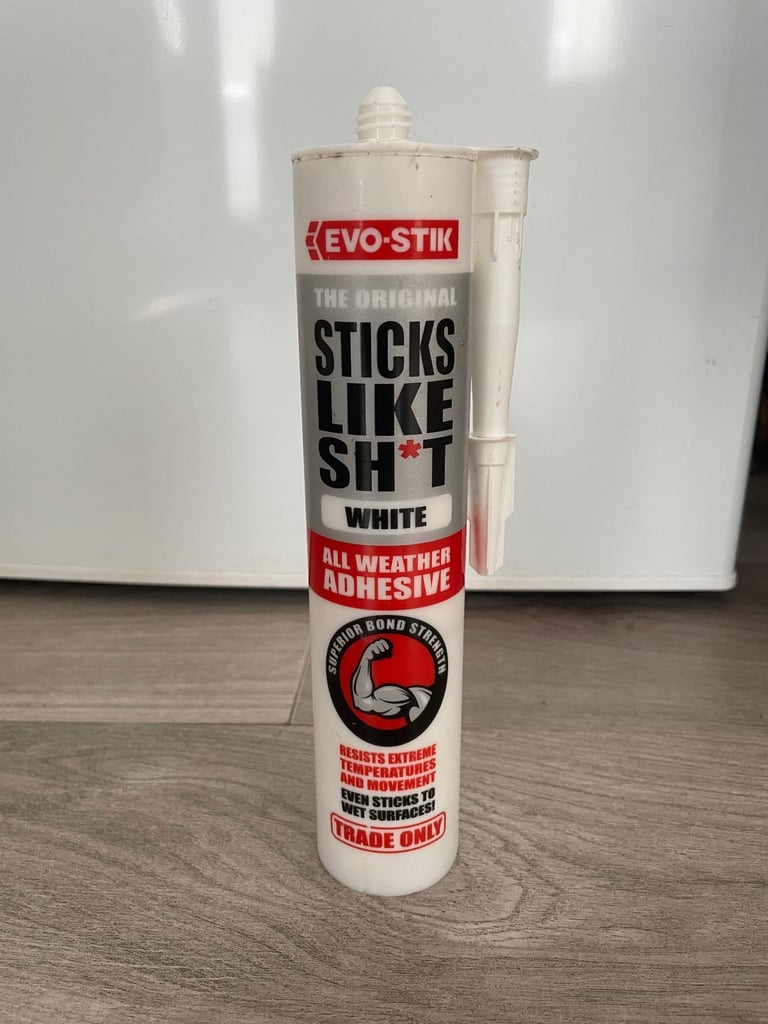 EVO-STIK
THE ORIGINAL
STICKS
LIKE
SH*T
WHITE
ALL WEATHER
ADHESIVE
SUPERIOR BOND STRENGTH
RESISTS EXTREME
TEMPERATURES
AND MOVEMENT
EVEN STICKS TO
WET SURFACES!
TRADE ONLY